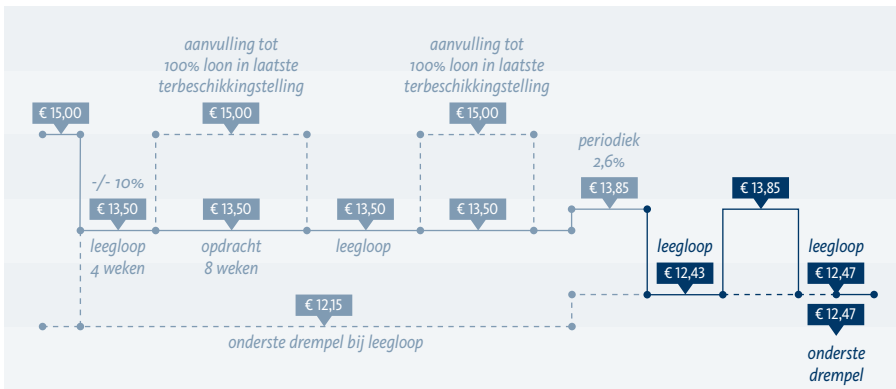 aanvulling tot
100% loon in laatste
terbeschikkingstelling
aanvulling tot
100% loon in laatste
terbeschikkingstelling
€ 15,00
€ 15,00
€ 15,00
periodiek
2,6%
-/- 10%
€ 13,50
€ 13,50
€ 13,50
€ 13,50
€ 13,85
€ 13,85
leegloop
4 weken
opdracht
8 weken
leegloop
leegloop
€ 12,43
leegloop
€ 12,47
€ 12,15
onderste drempel bij leegloop
€ 12,47
onderste
drempel